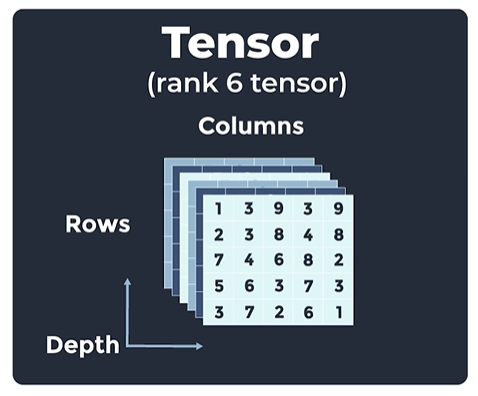 Tensor
(rank 6 tensor)
Columns
Rows
1 3 9 3 9
2 3 8 4 8
7 4 6 8 2
5 6 3 7 3
3 7 2 6 1
Depth